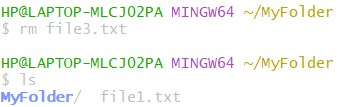 HP@LAPTOP-MLCJ02PA MINGW64 ~/MyFolder
$ rm file3.txt
HP@LAPTOP-MLCJ02PA MINGW64 ~/MyFolder
$ ls
MyFolder/  file1.txt